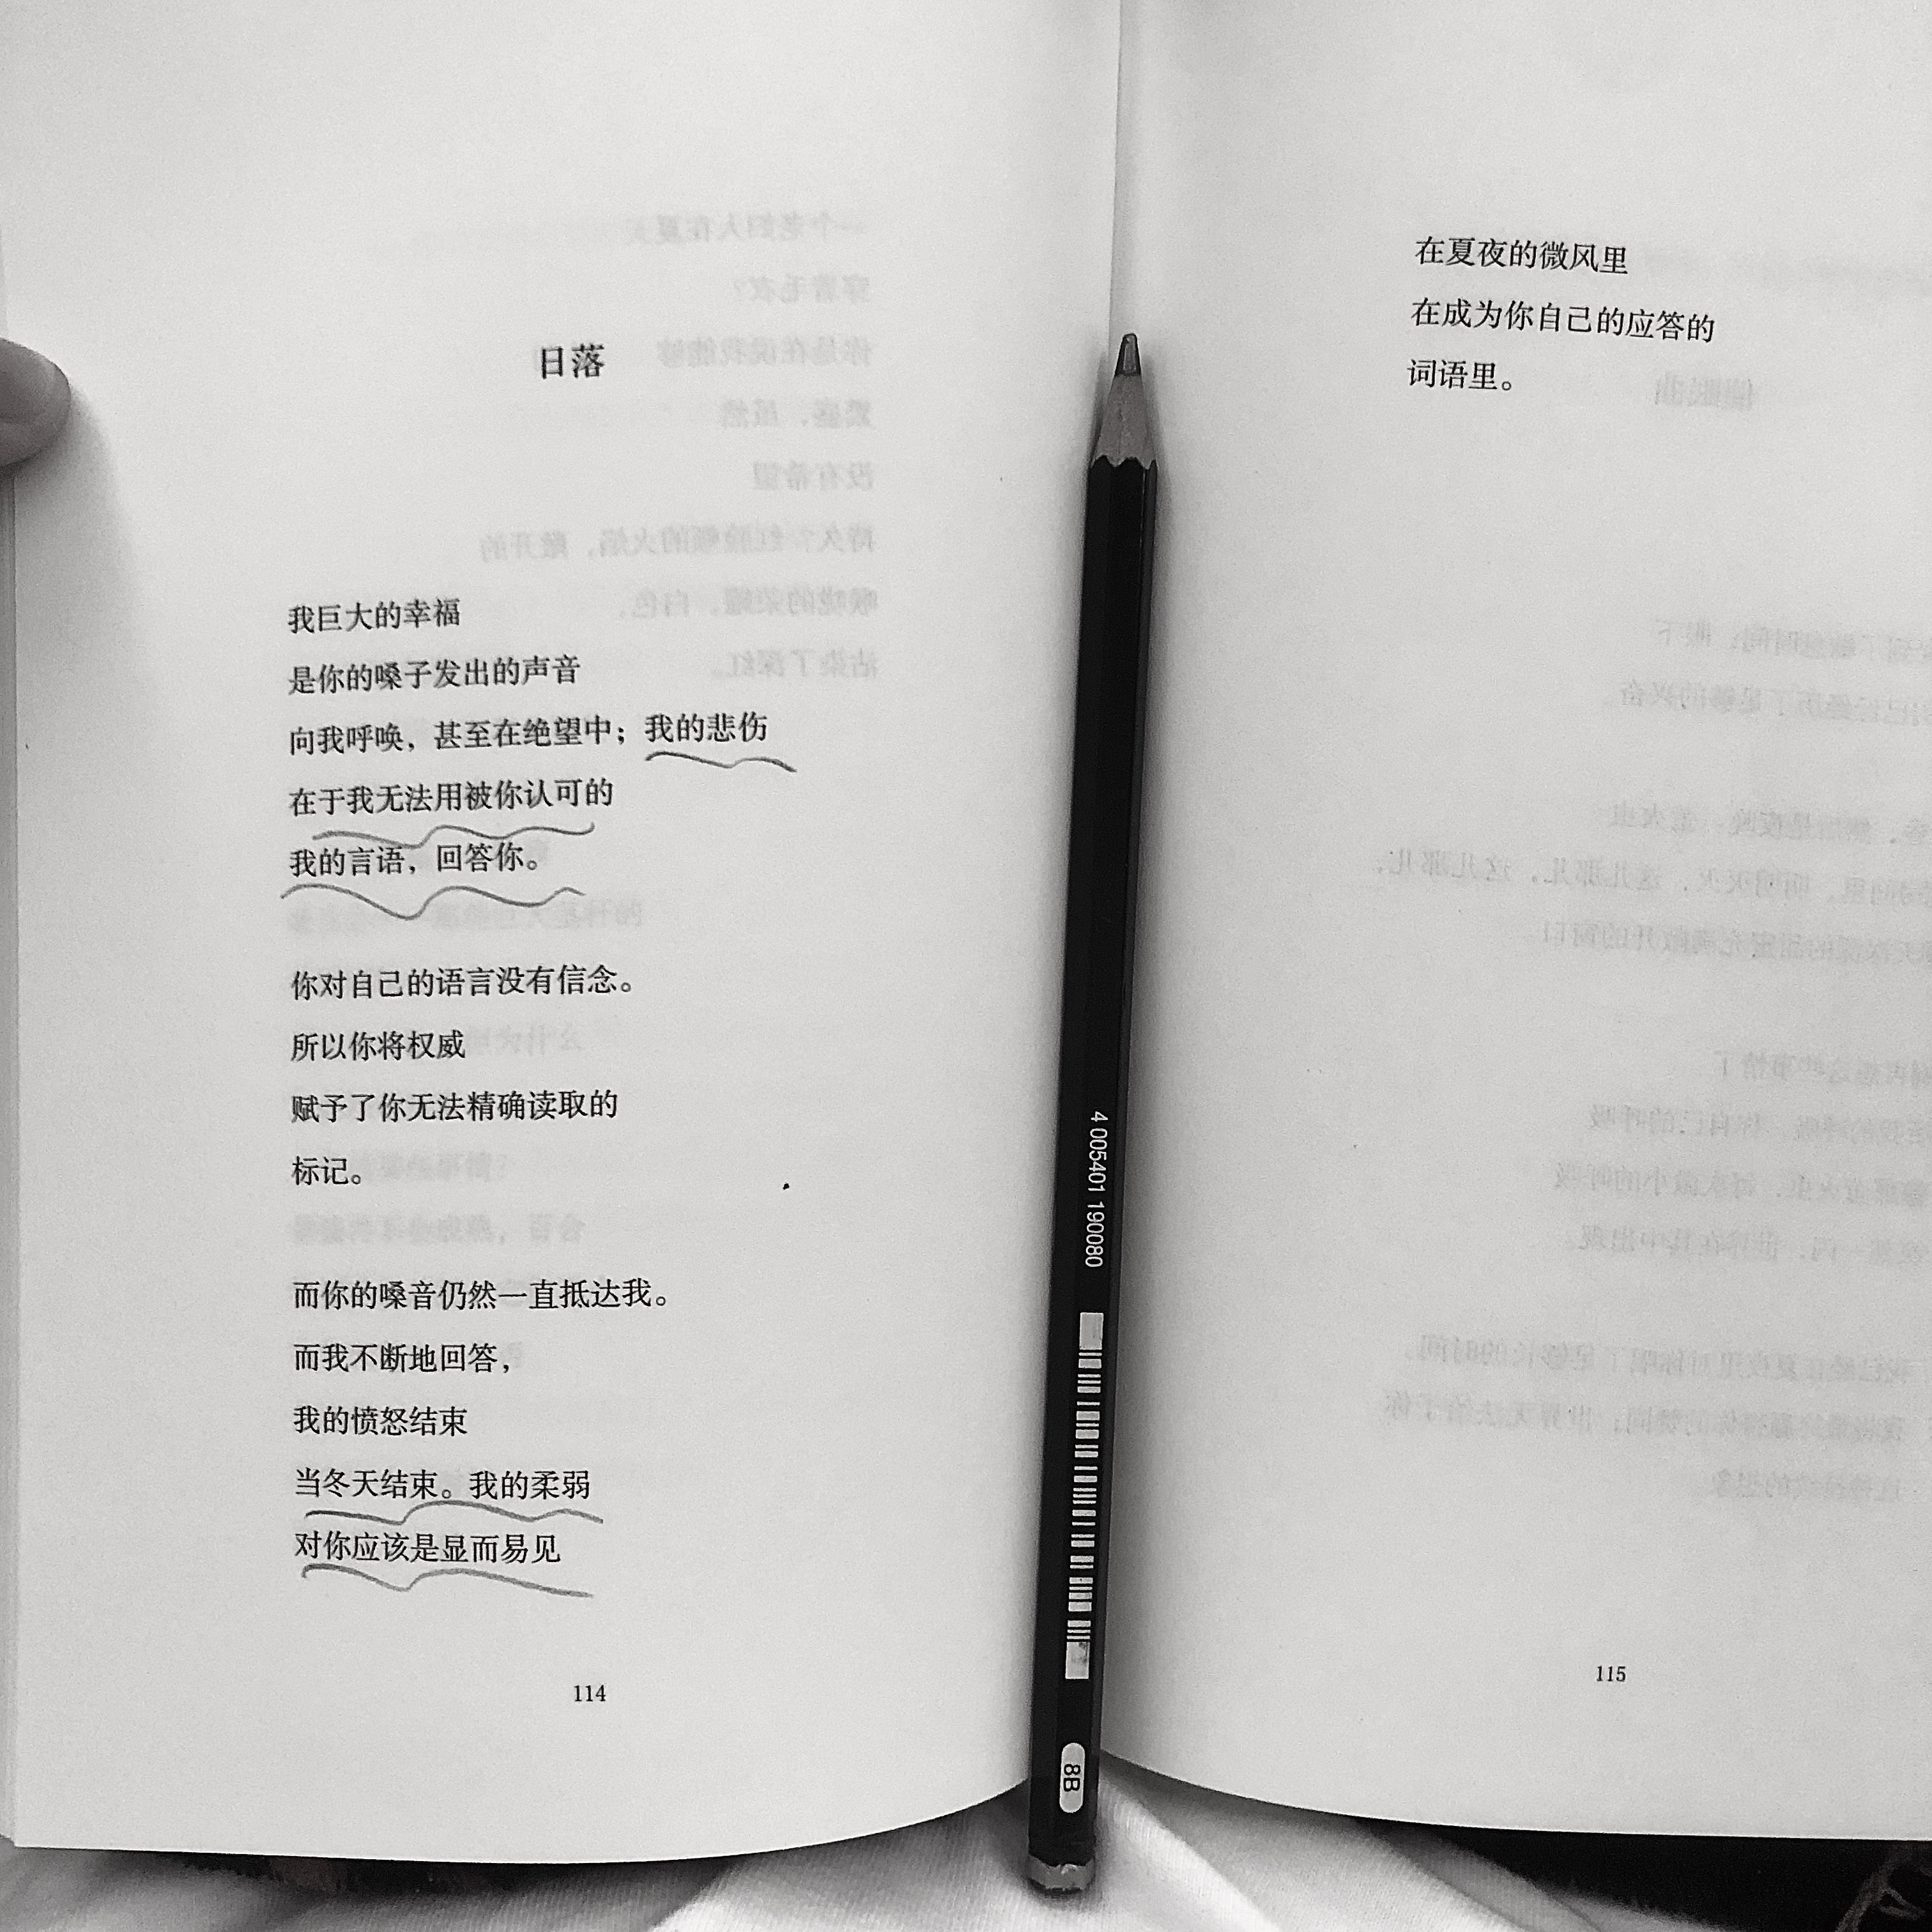 日落
我巨大的幸福
是你的嗓子发出的声音
向我呼唤，甚至在绝望中；我的悲伤
在于我无法用被你认可的
我的言语，回答你。
你对自己的语言没有信念。
所以你将权威
赋予了你无法精确读取的
标记。
而你的嗓音仍然一直抵达我。
而我不断地回答，
我的愤怒结束
当冬天结束。我的柔弱
对你应该是显而易见
114
4 005401 190080
8B
在夏夜的微风里
在成为你自己的应答的
词语里。
115